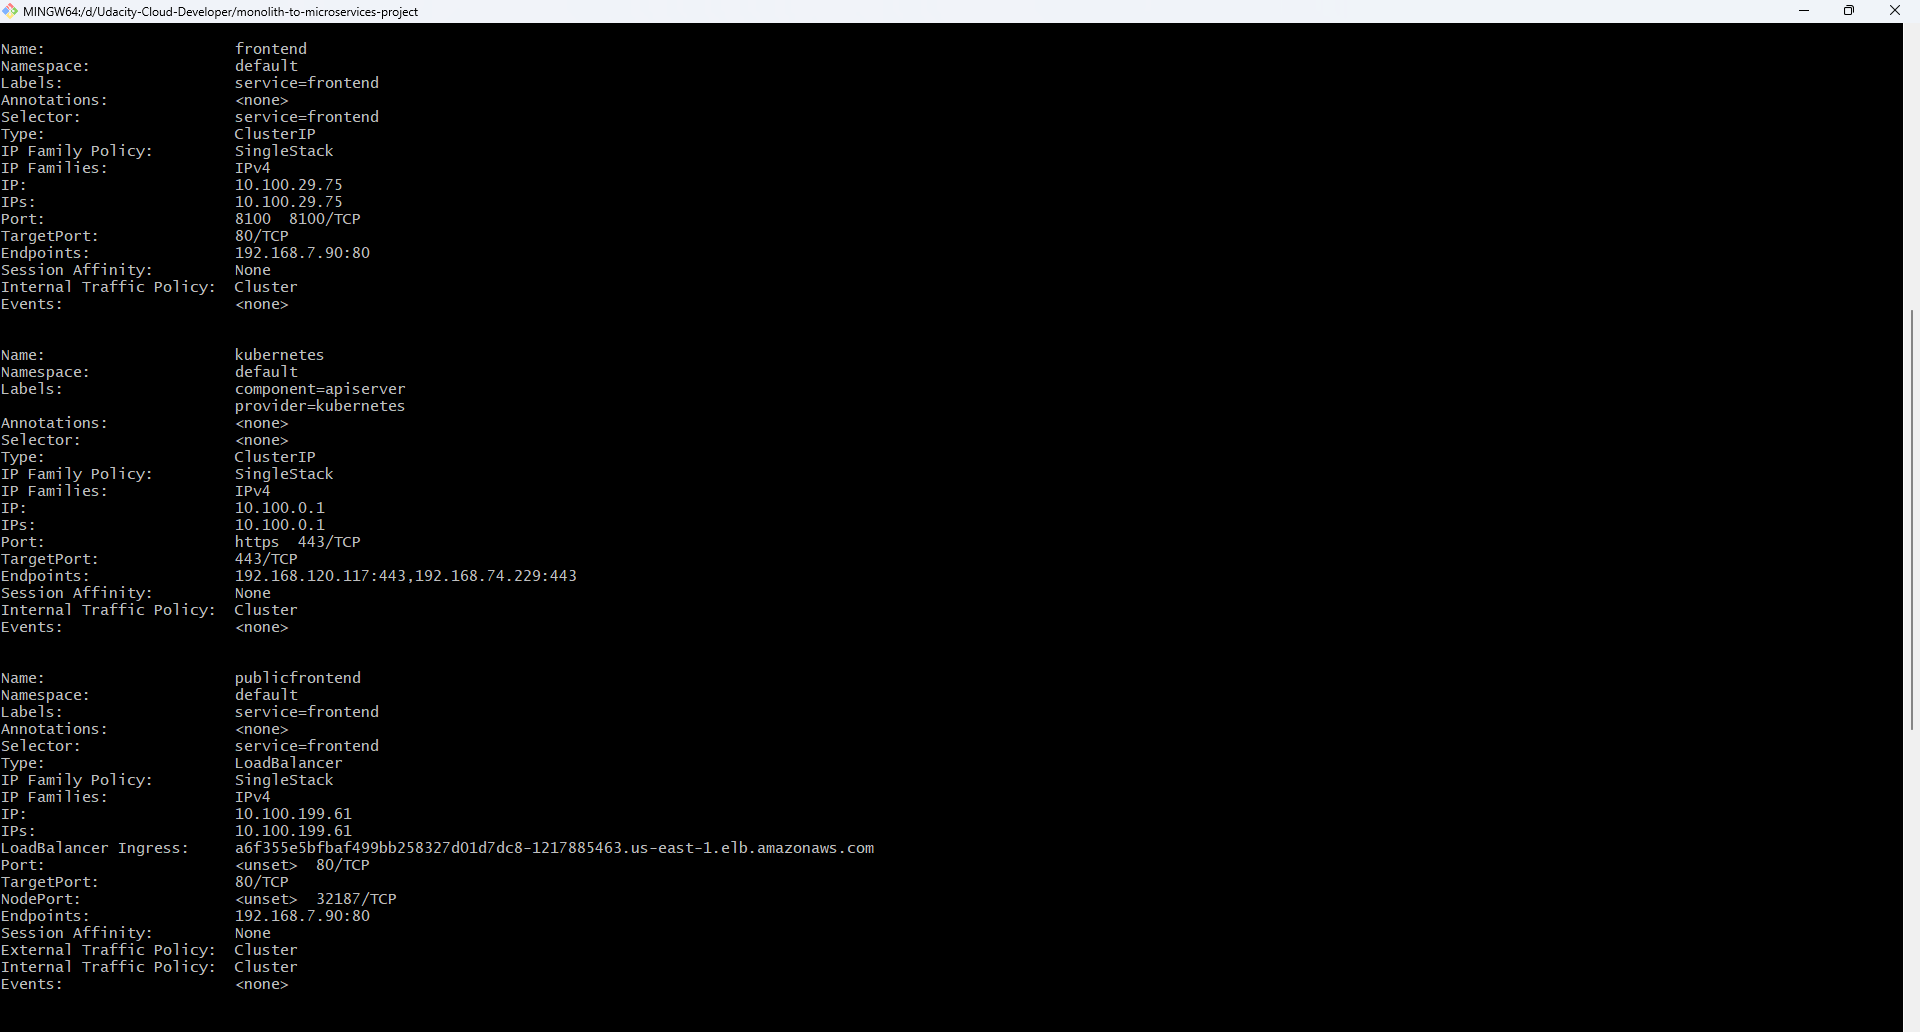 MINGW64:/d/Udacity-Cloud-Developer/monolith-to-microservices-project
Name: frontend
Namespace: default
Labels: service=frontend
Annotations: <none>
Selector: service=frontend
Type: ClusterIP
IP Family Policy: SingleStack
IP Families: IPv4
IP: 10.100.29.75
IPs: 10.100.29.75
Port: 8100 8100/TCP
TargetPort: 80/TCP
Endpoints: 192.168.7.90:80
Session Affinity: None
Internal Traffic Policy: Cluster
Events: <none>
Name: kubernetes
Namespace: default
Labels: component=apiserver
provider=kubernetes
Annotations: <none>
Selector: <none>
Type: ClusterIP
IP Family Policy: SingleStack
IP Families: IPv4
IP: 10.100.0.1
IPs: 10.100.0.1
Port: https 443/TCP
TargetPort: 443/TCP
Endpoints: 192.168.120.117:443,192.168.74.229:443
Session Affinity: None
Internal Traffic Policy: Cluster
Events: <none>
Name: publicfrontend
Namespace: default
Labels: service=frontend
Annotations: <none>
Selector: service=frontend
Type: LoadBalancer
IP Family Policy: SingleStack
IP Families: IPv4
IP: 10.100.199.61
IPs: 10.100.199.61
LoadBalancer Ingress: a6f355e5bfbaf499bb258327d01d7dc8-1217885463.us-east-1.elb.amazonaws.com
Port: <unset> 80/TCP
TargetPort: 80/TCP
NodePort: <unset> 32187/TCP
Endpoints: 192.168.7.90:80
Session Affinity: None
External Traffic Policy: Cluster
Internal Traffic Policy: Cluster
Events: <none>